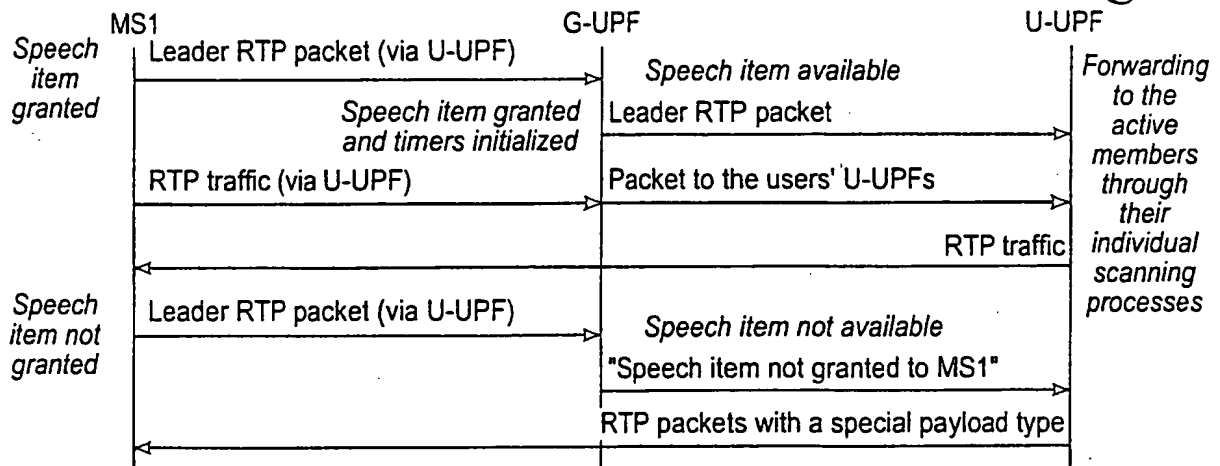 MS1
G-UPF
U-UPF
Speech
item
granted
Leader RTP packet (via U-UPF)
Speech item available
Forwarding
to the
active
members
through
their
individual
scanning
processes
Speech item granted
and timers initialized
Leader RTP packet
RTP traffic (via U-UPF)
Packet to the users' U-UPFs
RTP traffic
Speech
item not
granted
Leader RTP packet (via U-UPF)
Speech item not available
"Speech item not granted to MS1"
RTP packets with a special payload type